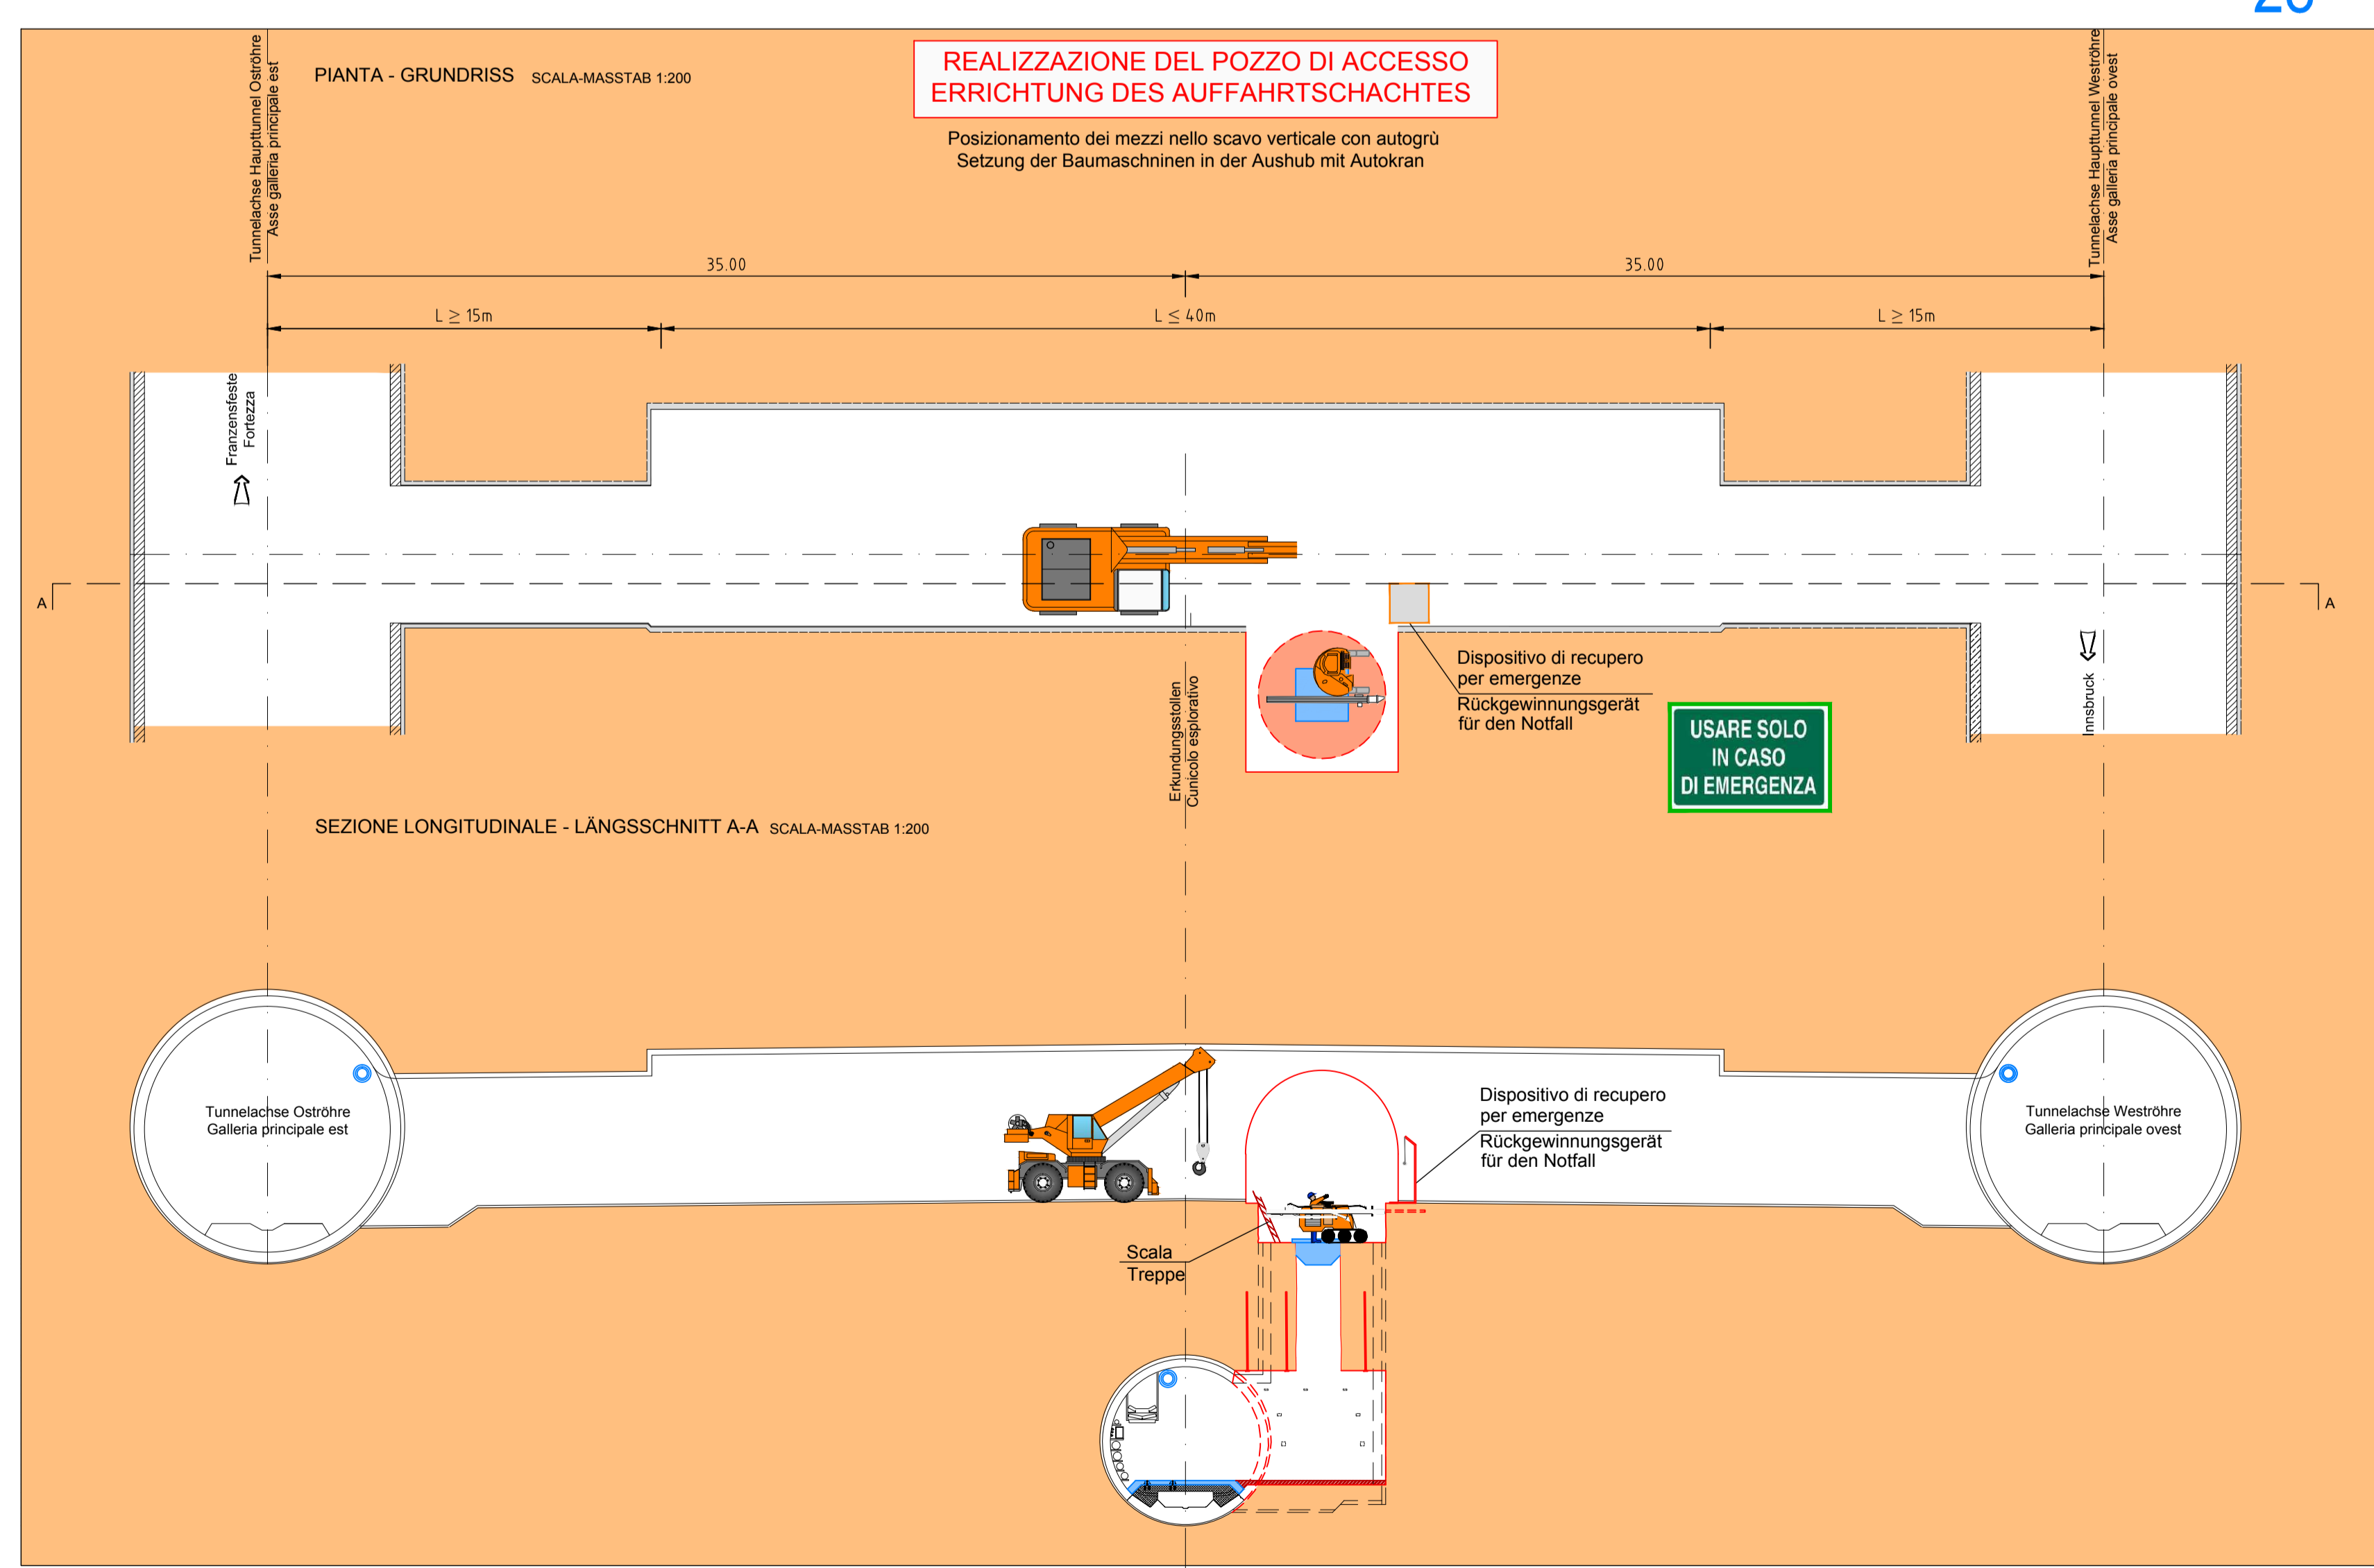 Tunnelachse Haupttunnel Oströhre
Asse galleria principale est
PIANTA - GRUNDRISS SCALA-MASSTAB 1:200
REALIZZAZIONE DEL POZZO DI ACCESSO
ERRICHTUNG DES AUFFAHRTSCHACHTES
Posizionamento dei mezzi nello scavo verticale con autogrù
Setzung der Baumaschninen in der Aushub mit Autokran
Tunnelachse Haupttunnel Weströhre
Asse galleria principale ovest
35.00
35.00
L ≥ 15m
L ≤ 40m
L ≥ 15m
Franzensfeste
Fortezza
A
A
Dispositivo di recupero
per emergenze
Rückgewinnungsgerät
für den Notfall
Erkundungsstollen
Cunicolo esplorativo
USARE SOLO
IN CASO
DI EMERGENZA
Innsbruck
SEZIONE LONGITUDINALE - LÄNGSSCHNITT A-A SCALA-MASSTAB 1:200
Tunnelachse Oströhre
Galleria principale est
Dispositivo di recupero
per emergenze
Rückgewinnungsgerät
für den Notfall
Tunnelachse Weströhre
Galleria principale ovest
Scala
Treppe